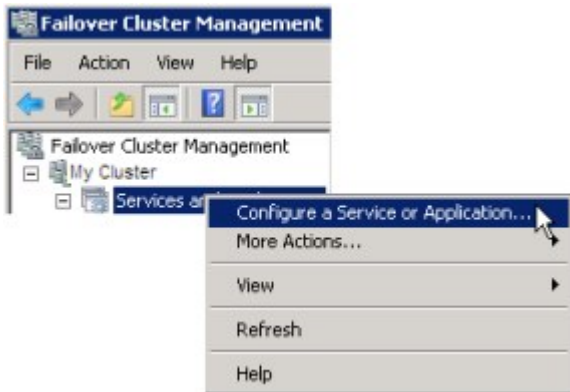 Failover Cluster Management
File Action View Help
Failover Cluster Management
My Cluster
Services
Configure a Service or Application...
More Actions...
View
Refresh
Help